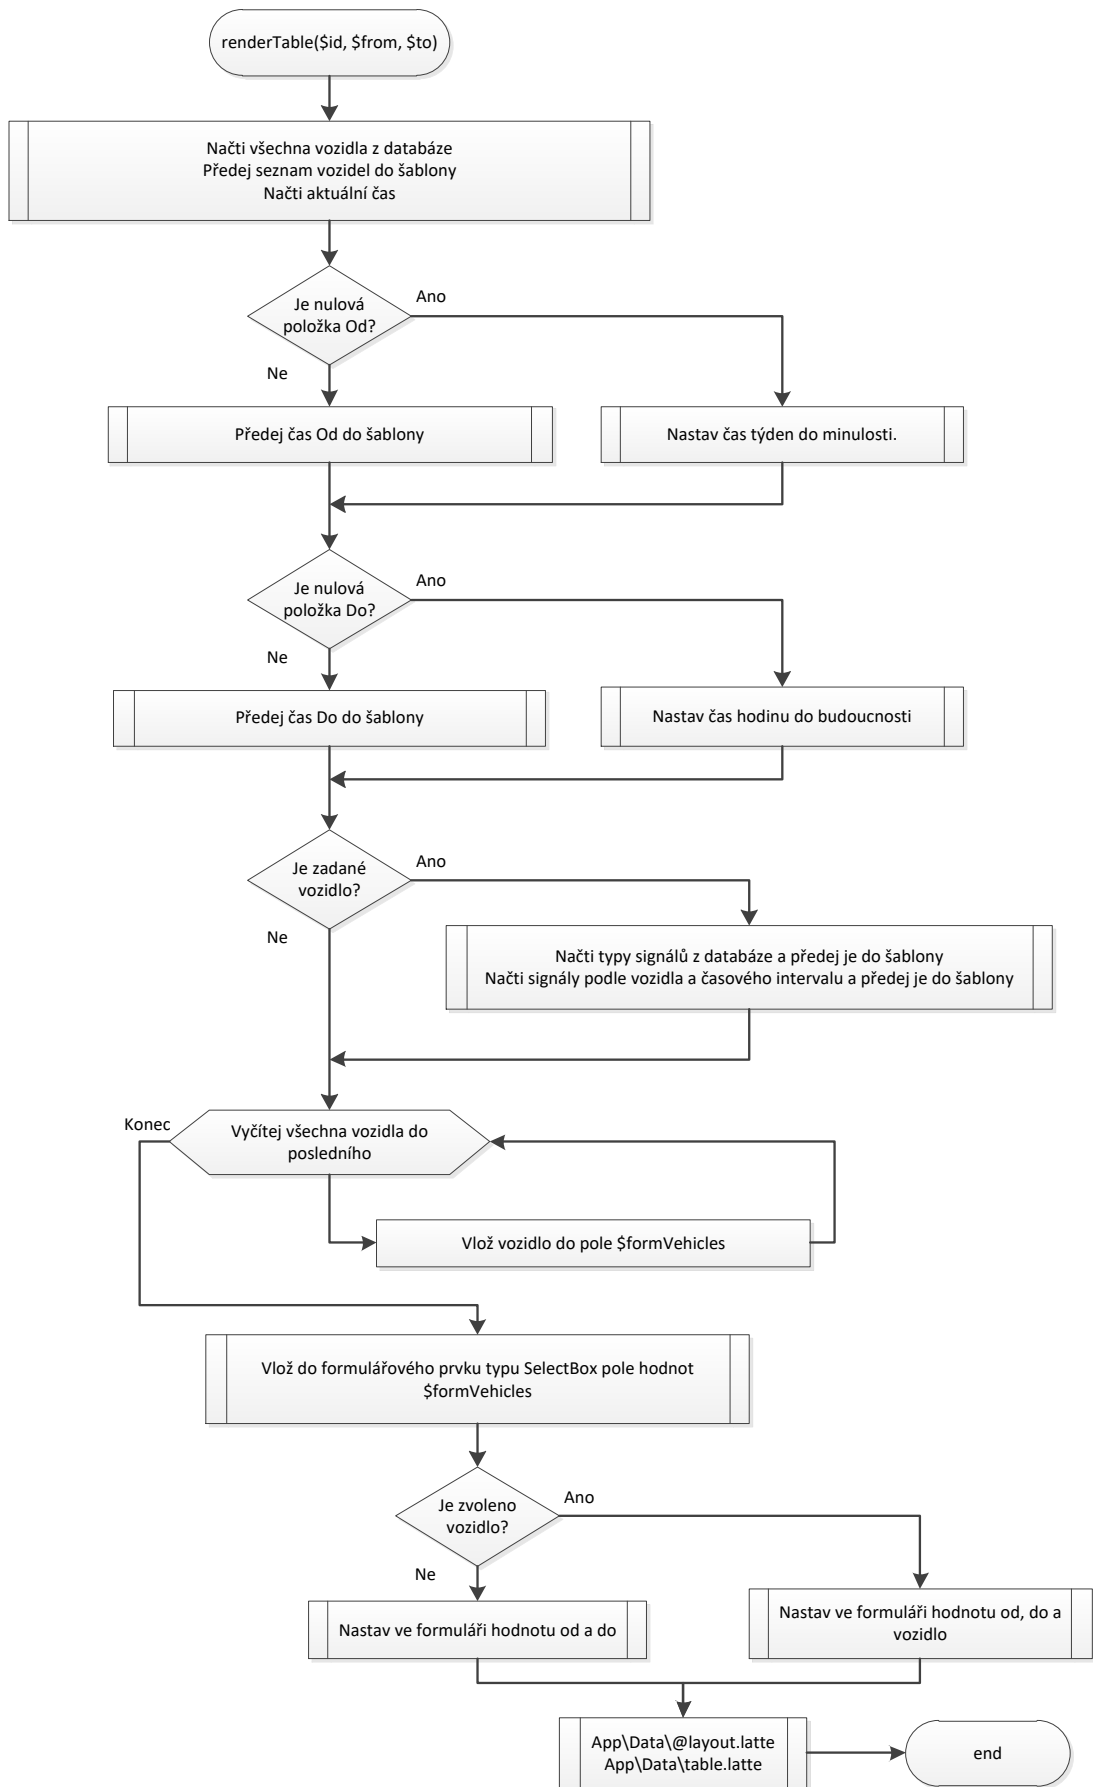 renderTable($id, $from, $to)
Načti všechna vozidla z databáze
Předej seznam vozidel do šablony
Načti aktuální čas
Je nulová
položka Od?
Ano
Ne
Předej čas Od do šablony
Nastav čas týden do minulosti.
Je nulová
položka Do?
Ano
Ne
Předej čas Do do šablony
Nastav čas hodinu do budoucnosti
Je zadané
vozidlo?
Ano
Ne
Načti typy signálů z databáze a předej je do šablony
Načti signály podle vozidla a časového intervalu a předej je do šablony
Konec
Vyčítej všechna vozidla do
posledního
Vlož vozidlo do pole $formVehicles
Vlož do formulářového prvku typu SelectBox pole hodnot
$formVehicles
Je zvoleno
vozidlo?
Ano
Ne
Nastav ve formuláři hodnotu od a do
Nastav ve formuláři hodnotu od, do a
vozidlo
App\Data\@layout.latte
App\Data\table.latte
end